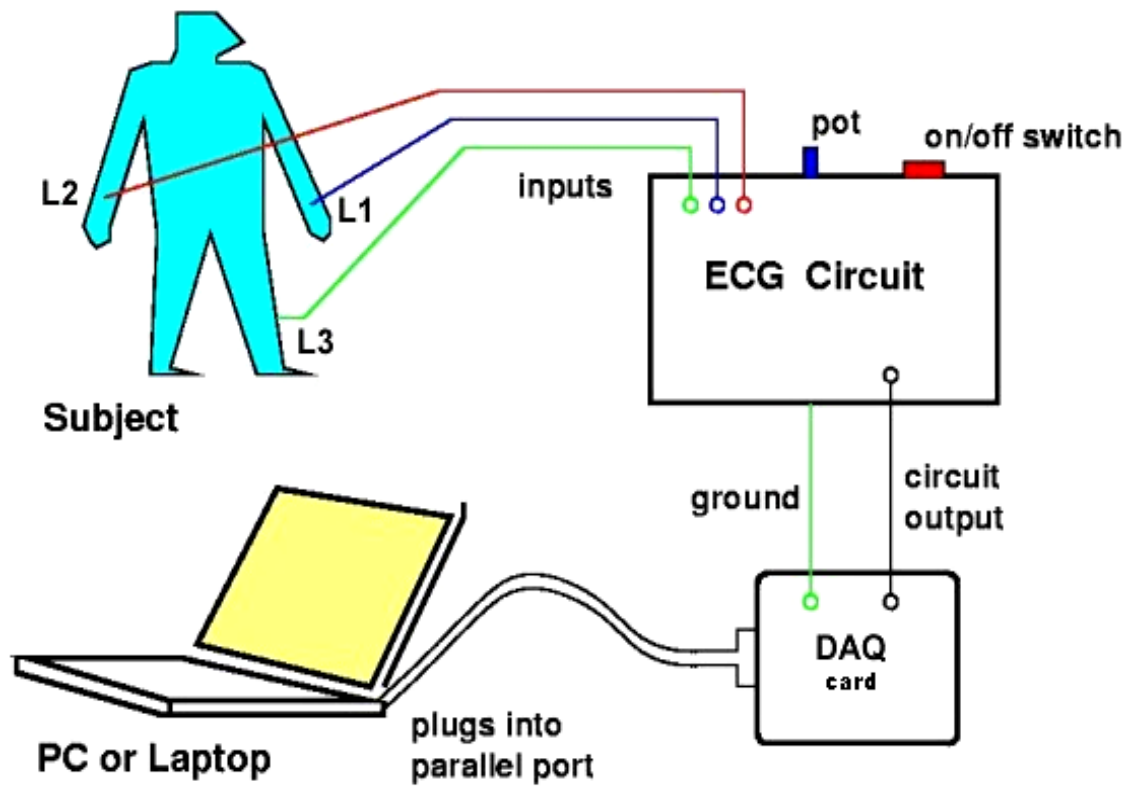 pot
on/off switch
L2
L1
inputs
ECG Circuit
L3
Subject
ground
circuit
output
DAQ
card
plugs into
parallel port
PC or Laptop